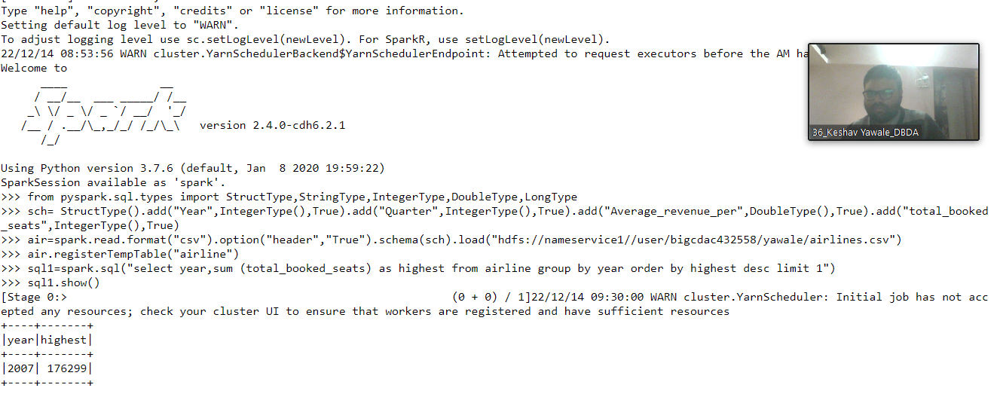 Type "help", "copyright", "credits" or "license" for more information.
Setting default log level to "WARN".
To adjust logging level use sc.setLogLevel(newLevel). For SparkR, use setLogLevel(newLevel).
22/12/14 08:53:56 WARN cluster.YarnSchedulerBackend$YarnSchedulerEndpoint: Attempted to request executors before the AM ha
Welcome to
      ____              __
     / __/__  ___ _____/ /__
    _\ \/ _ \/ _ `/ __/  '_/
   /__ / .__/\_,_/_/ /_/\_\   version 2.4.0-cdh6.2.1
      /_/
36_Keshav Yawale_DBDA
Using Python version 3.7.6 (default, Jan  8 2020 19:59:22)
SparkSession available as 'spark'.
>>> from pyspark.sql.types import StructType,StringType,IntegerType,DoubleType,LongType
>>> sch= StructType().add("Year",IntegerType(),True).add("Quarter",IntegerType(),True).add("Average_revenue_per",DoubleType(),True).add("total_booked
_seats",IntegerType(),True)
>>> air=spark.read.format("csv").option("header","True").schema(sch).load("hdfs://nameservice1//user/bigcdac432558/yawale/airlines.csv")
>>> air.registerTempTable("airline")
>>> sql1=spark.sql("select year,sum (total_booked_seats) as highest from airline group by year order by highest desc limit 1")
>>> sql1.show()
[Stage 0:>                                                          (0 + 0) / 1]22/12/14 09:30:00 WARN cluster.YarnScheduler: Initial job has not acc
epted any resources; check your cluster UI to ensure that workers are registered and have sufficient resources
+----+-------+
|year|highest|
+----+-------+
|2007| 176299|
+----+-------+